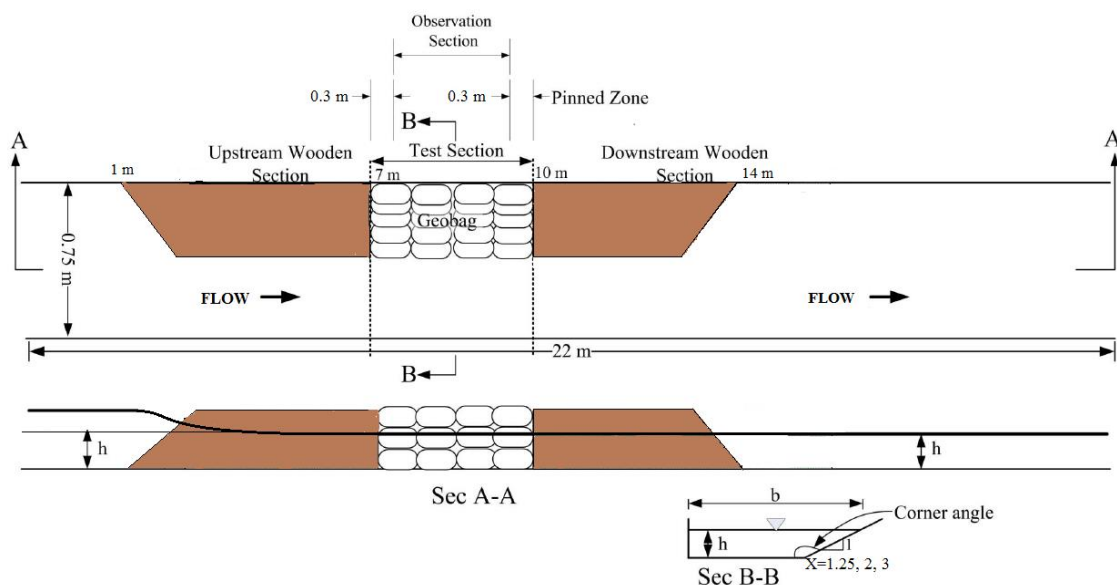 Observation
Section
0.3 m
0.3 m
Pinned Zone
B
A
A
Upstream Wooden
Section
Test Section
Downstream Wooden
Section
1 m
7 m
10 m
14 m
Geobag
0.75 m
FLOW
FLOW
22 m
B
h
h
Sec A-A
b
Corner angle
h
1
X=1.25, 2, 3
Sec B-B